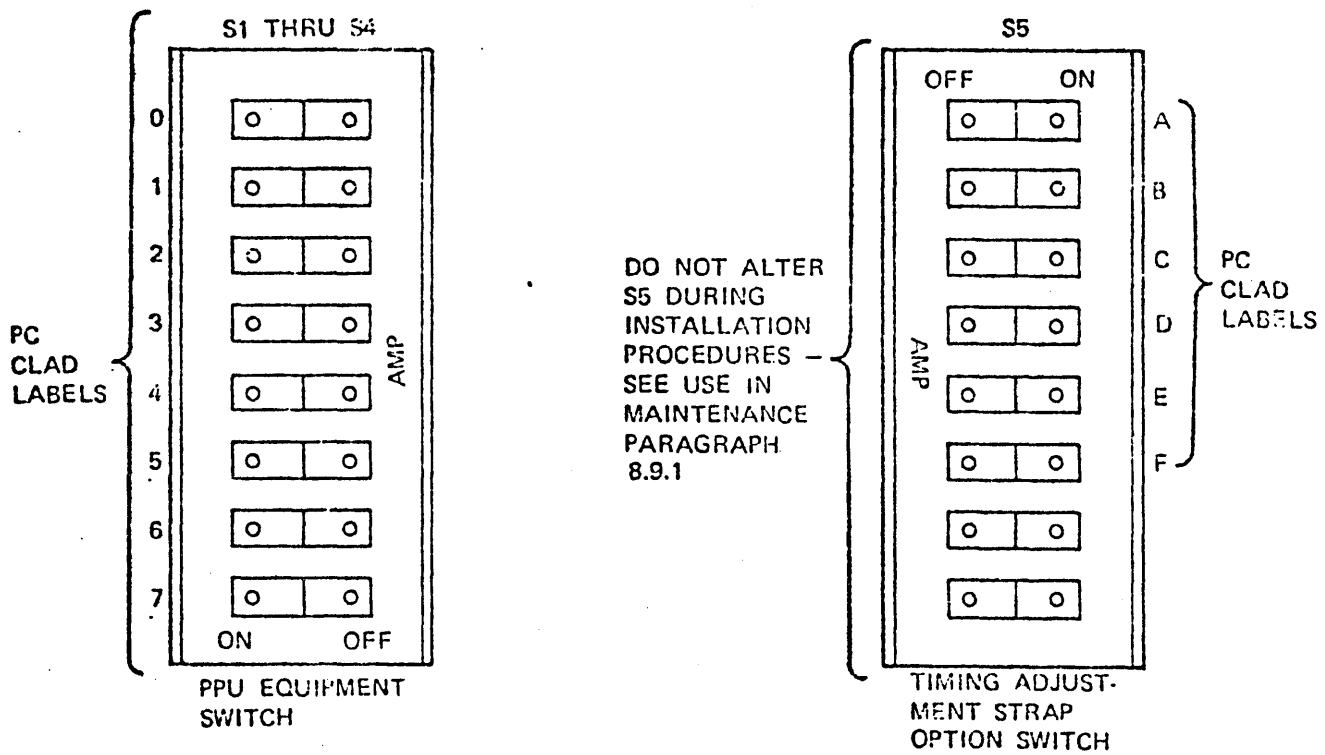 S1 THRU S4
0
1
2
3
4
5
6
7
PC
CLAD
LABELS
AMP
ON OFF
PPU EQUIPMENT
SWITCH
S5
OFF ON
A
B
C
D
E
F
PC
CLAD
LABELS
AMP
DO NOT ALTER
S5 DURING
INSTALLATION
PROCEDURES –
SEE USE IN
MAINTENANCE
PARAGRAPH
8.9.1
TIMING ADJUST-
MENT STRAP
OPTION SWITCH